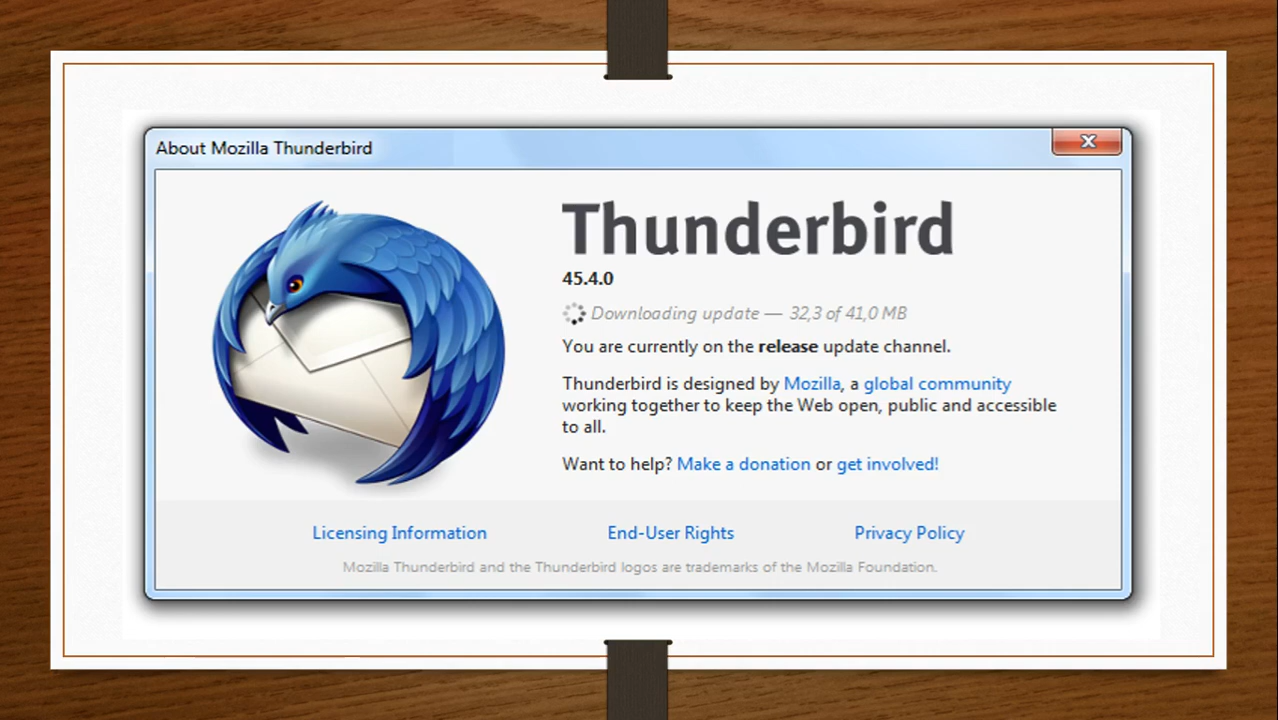 About Mozilla Thunderbird
Thunderbird
45.4.0
Downloading update — 32,3 of 41,0 MB
You are currently on the release update channel.
Thunderbird is designed by Mozilla, a global community
working together to keep the Web open, public and accessible
to all.
Want to help? Make a donation or get involved!
Licensing Information End-User Rights Privacy Policy
Mozilla Thunderbird and the Thunderbird logos are trademarks of the Mozilla Foundation.